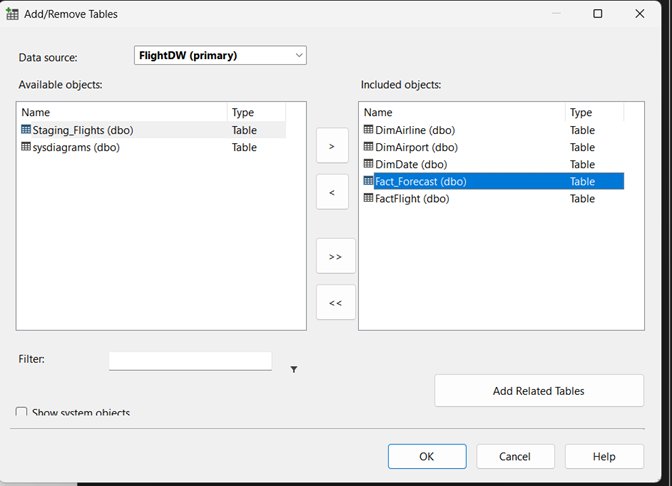 Add/Remove Tables
Data source: FlightDW (primary)
Available objects: Included objects:
Name Type Name Type
Staging_Flights (dbo) Table > DimAirline (dbo) Table
sysdiagrams (dbo) Table DimAirport (dbo) Table
DimDate (dbo) Table
< Fact_Forecast (dbo) Table
FactFlight (dbo) Table
>>
<<
Filter:
Add Related Tables
Show system objects
OK Cancel Help